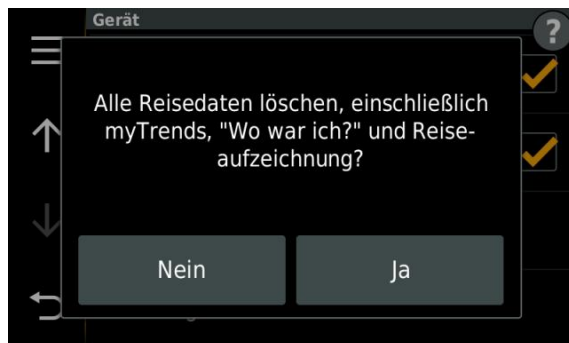 Gerät
?
Alle Reisedaten löschen, einschließlich
myTrends, "Wo war ich?" und Reise-
aufzeichnung?
Nein
Ja